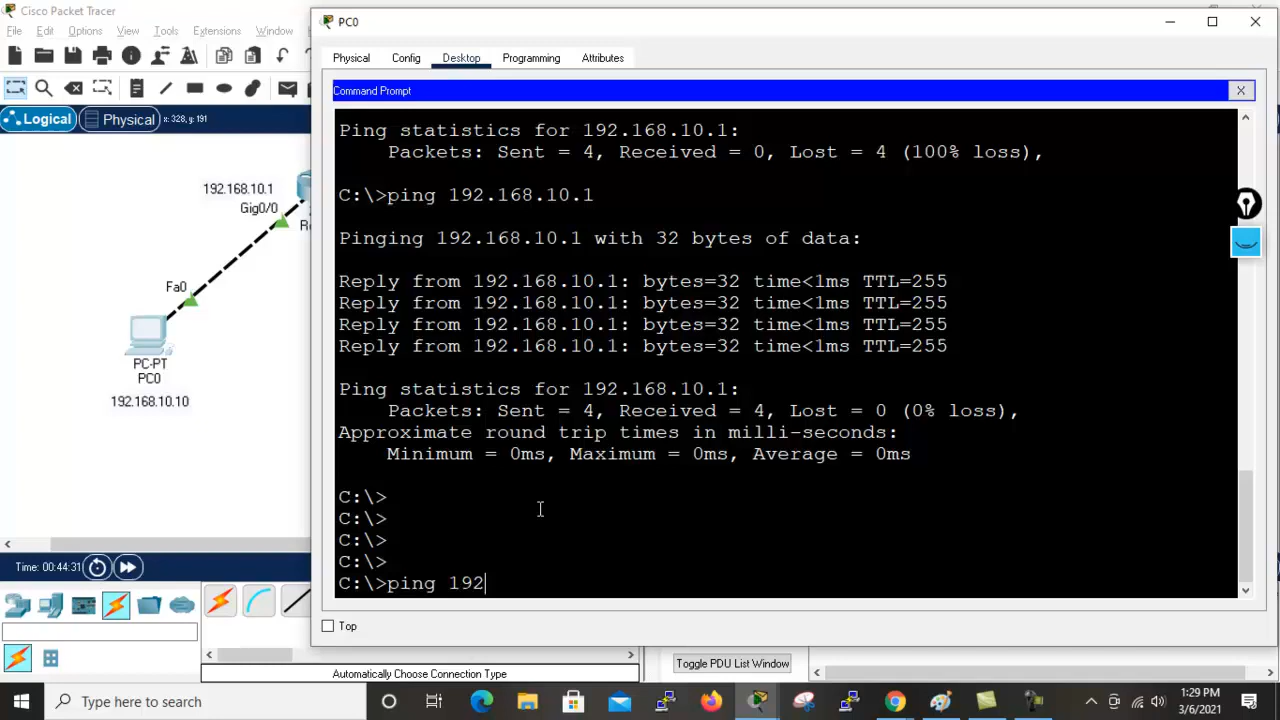 Cisco Packet Tracer
File Edit Options View Tools Extensions Window
Logical
Physical
x: 328, y: 191
192.168.10.1
Gig0/0
Fa0
PC-PT
PC0
192.168.10.10
Time: 00:44:31
Automatically Choose Connection Type
PC0
Physical Config Desktop Programming Attributes
Command Prompt
X
Ping statistics for 192.168.10.1:
Packets: Sent = 4, Received = 0, Lost = 4 (100% loss),
C:\>ping 192.168.10.1
Pinging 192.168.10.1 with 32 bytes of data:
Reply from 192.168.10.1: bytes=32 time<1ms TTL=255
Reply from 192.168.10.1: bytes=32 time<1ms TTL=255
Reply from 192.168.10.1: bytes=32 time<1ms TTL=255
Reply from 192.168.10.1: bytes=32 time<1ms TTL=255
Ping statistics for 192.168.10.1:
Packets: Sent = 4, Received = 4, Lost = 0 (0% loss),
Approximate round trip times in milli-seconds:
Minimum = 0ms, Maximum = 0ms, Average = 0ms
C:\>
C:\>
C:\>
C:\>
C:\>ping 192
Top
Toggle PDU List Window
Type here to search
1:29 PM
3/6/2021